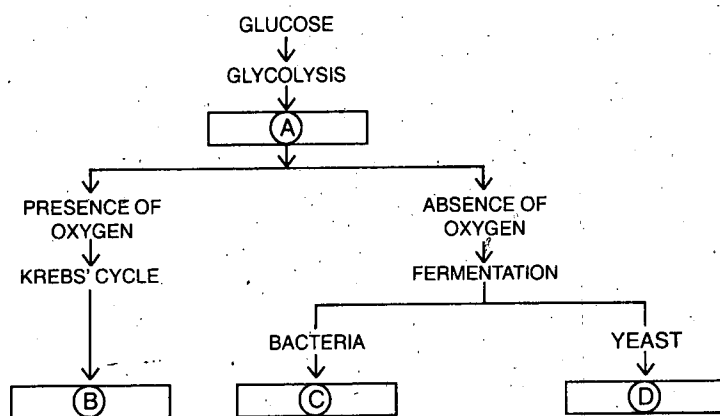 GLUCOSE
GLYCOLYSIS
A
PRESENCE OF
OXYGEN
KREBS' CYCLE
ABSENCE OF
OXYGEN
FERMENTATION
BACTERIA
YEAST
B
C
D